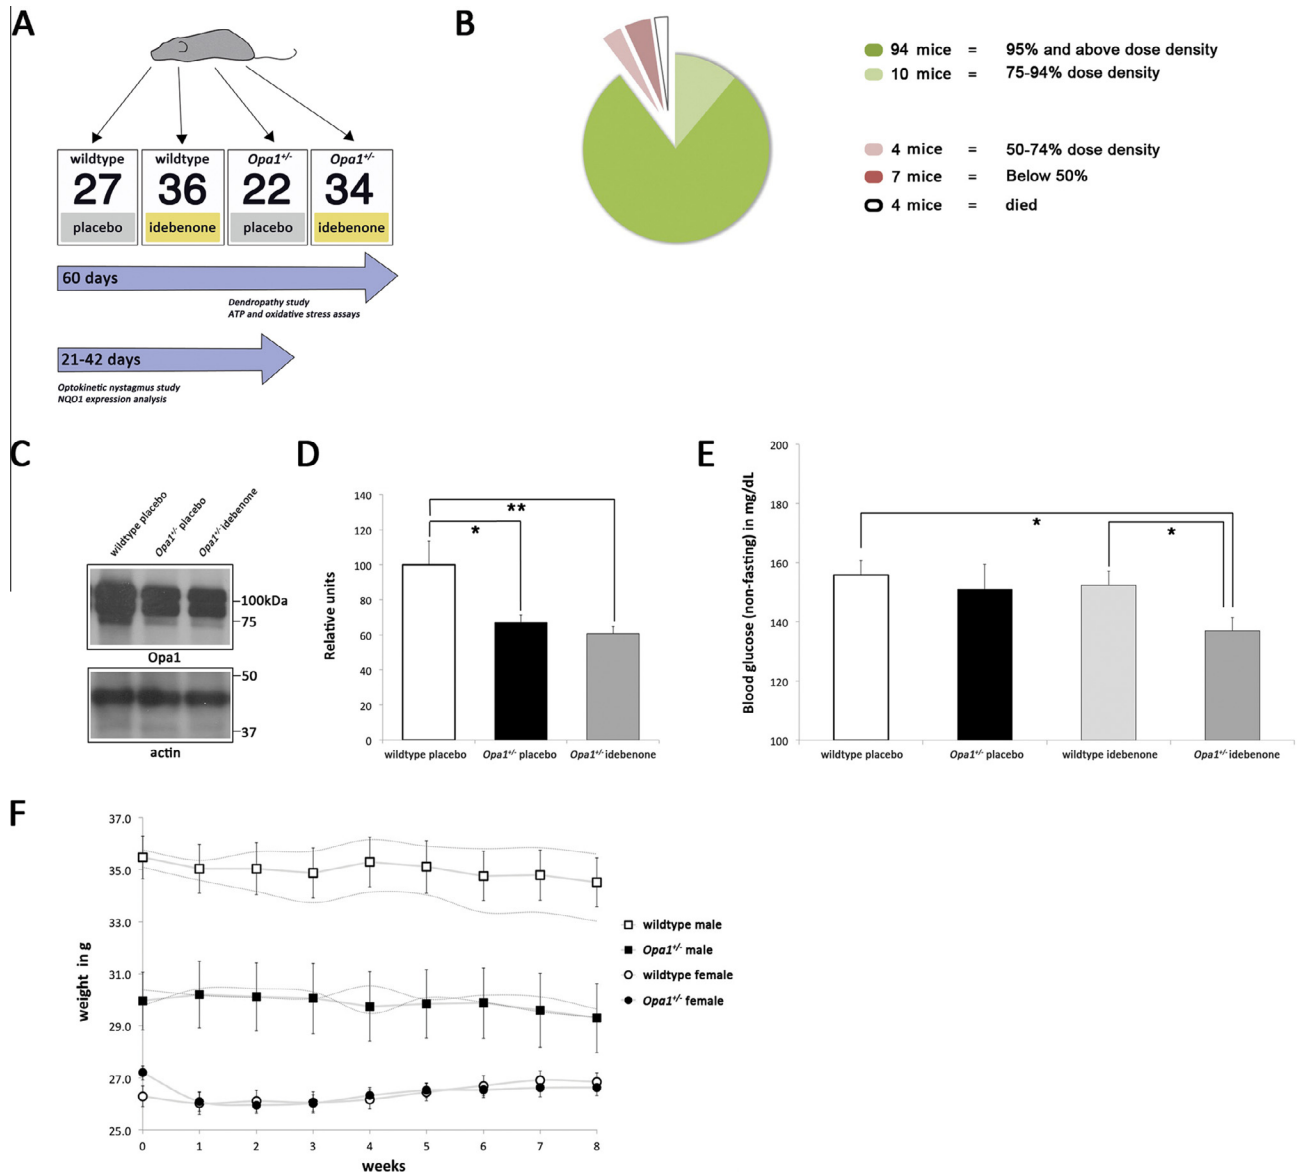 A
wildtype
27
placebo
wildtype
36
idebenone
Opa1+/-
22
placebo
Opa1+/-
34
idebenone
60 days
Dendropathy study
ATP and oxidative stress assays
21-42 days
Optokinetic nystagmus study
NQO1 expression analysis
B
94 mice = 95% and above dose density
10 mice = 75-94% dose density
4 mice = 50-74% dose density
7 mice = Below 50%
4 mice = died
C
wildtype placebo
Opa1+/- placebo
Opa1+/- idebenone
100kDa
75
Opa1
50
37
actin
D
Relative units
140
120
100
80
60
40
20
0
**
*
wildtype placebo
Opa1+/- placebo
Opa1+/- idebenone
E
Blood glucose (non-fasting) in mg/dL
200
180
160
140
120
100
*
*
wildtype placebo
Opa1+/- placebo
wildtype idebenone
Opa1+/- idebenone
F
weight in g
37.0
35.0
33.0
31.0
29.0
27.0
25.0
0 1 2 3 4 5 6 7 8
weeks
wildtype male
Opa1+/- male
wildtype female
Opa1+/- female